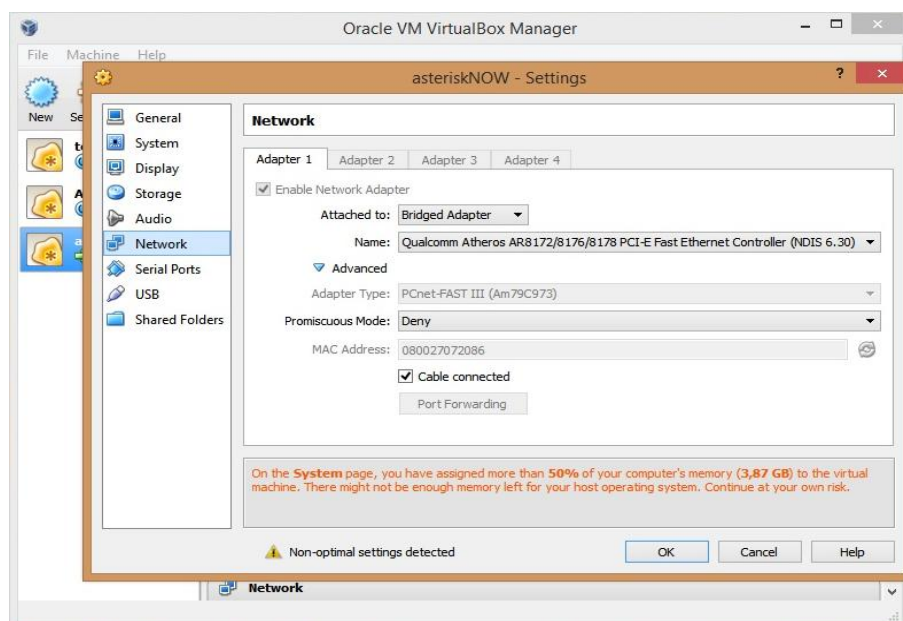 Oracle VM VirtualBox Manager
File Machine Help
asteriskNOW - Settings
?
New Se
General
System
Display
Storage
Audio
Network
Serial Ports
USB
Shared Folders
Network
Adapter 1 Adapter 2 Adapter 3 Adapter 4
Enable Network Adapter
Attached to: Bridged Adapter
Name: Qualcomm Atheros AR8172/8176/8178 PCI-E Fast Ethernet Controller (NDIS 6.30)
Advanced
Adapter Type: PCnet-FAST III (Am79C973)
Promiscuous Mode: Deny
MAC Address: 080027072086
Cable connected
Port Forwarding
On the System page, you have assigned more than 50% of your computer's memory (3,87 GB) to the virtual
machine. There might not be enough memory left for your host operating system. Continue at your own risk.
Non-optimal settings detected
OK Cancel Help
Network